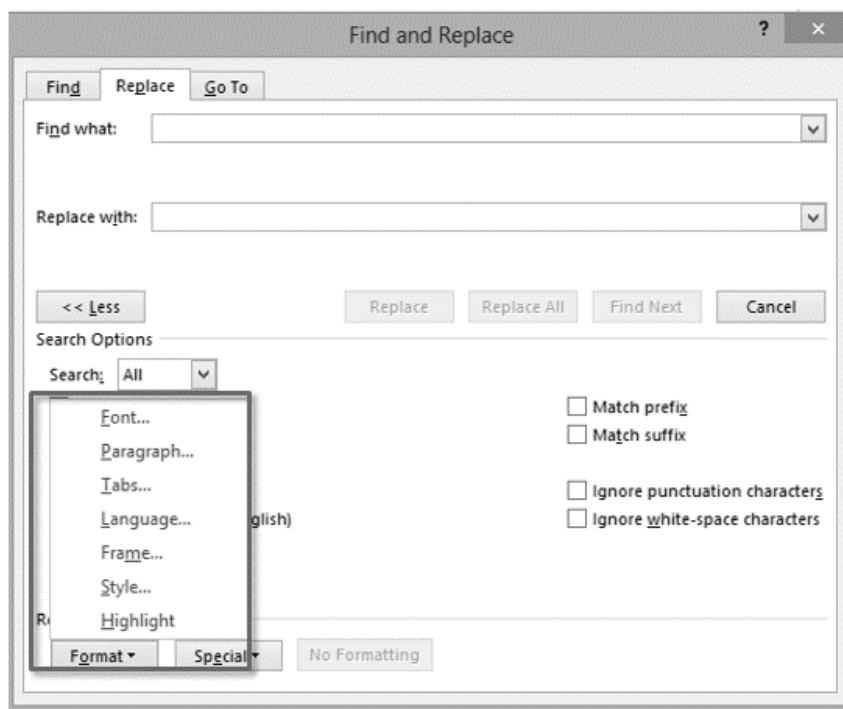 Find and Replace ? ×
Find Replace Go To
Find what:
Replace with:
<< Less Replace Replace All Find Next Cancel
Search Options
Search: All
Font...
Match prefix
Paragraph...
Match suffix
Tabs...
Ignore punctuation characters
Language... glish)
Ignore white-space characters
Frame...
Style...
Highlight
Format Special No Formatting